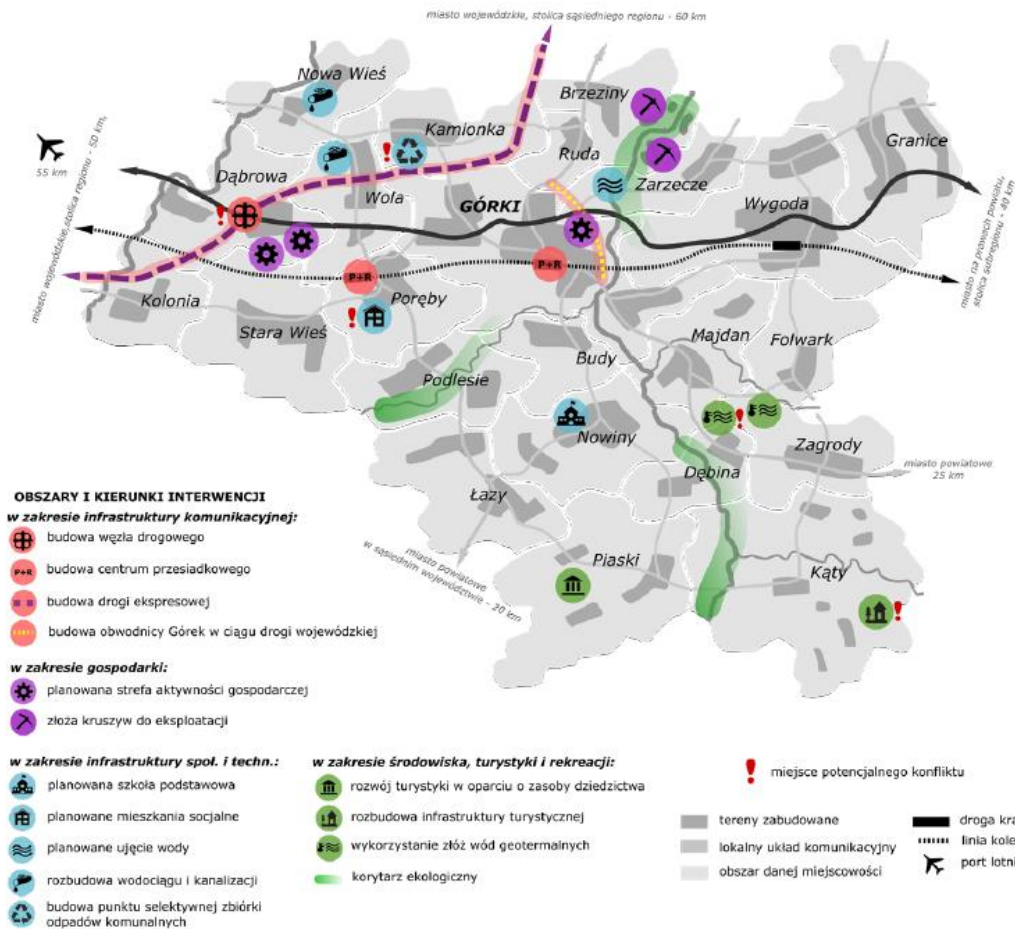 miasto wojewódzkie, stolica sąsiedniego regionu - 60 km
Nowa Wieś
Brzeziny
Kamionka
Granice
miasto wojewódzkie, stolica regionu - 50 km,
55 km
Ruda
Dąbrowa
Zarzecze
Wola
GÓRKI
Wygoda
miasto na prawach powiatu,
stolica subregionu - 40 km
P+R
P+R
Kolonia
Poręby
Stara Wieś
Majdan
Folwark
Budy
Podlesie
Nowiny
Zagrody
Dębina
miasto powiatowe
25 km
Łazy
miasto powiatowe
w sąsiednim województwie - 20 km
Piaski
Kąty
OBSZARY I KIERUNKI INTERWENCJI
w zakresie infrastruktury komunikacyjnej:
budowa węzła drogowego
P+R budowa centrum przesiadkowego
budowa drogi ekspresowej
budowa obwodnicy Górek w ciągu drogi wojewódzkiej
w zakresie gospodarki:
planowana strefa aktywności gospodarczej
złoża kruszyw do eksploatacji
w zakresie infrastruktury społ. i techn.:
planowana szkoła podstawowa
planowane mieszkania socjalne
planowane ujęcie wody
rozbudowa wodociągu i kanalizacji
budowa punktu selektywnej zbiórki
odpadów komunalnych
w zakresie środowiska, turystyki i rekreacji:
rozwój turystyki w oparciu o zasoby dziedzictwa
rozbudowa infrastruktury turystycznej
wykorzystanie złóż wód geotermalnych
korytarz ekologiczny
miejsce potencjalnego konfliktu
tereny zabudowane
lokalny układ komunikacyjny
obszar danej miejscowości
droga kra
linia kole
port lotni